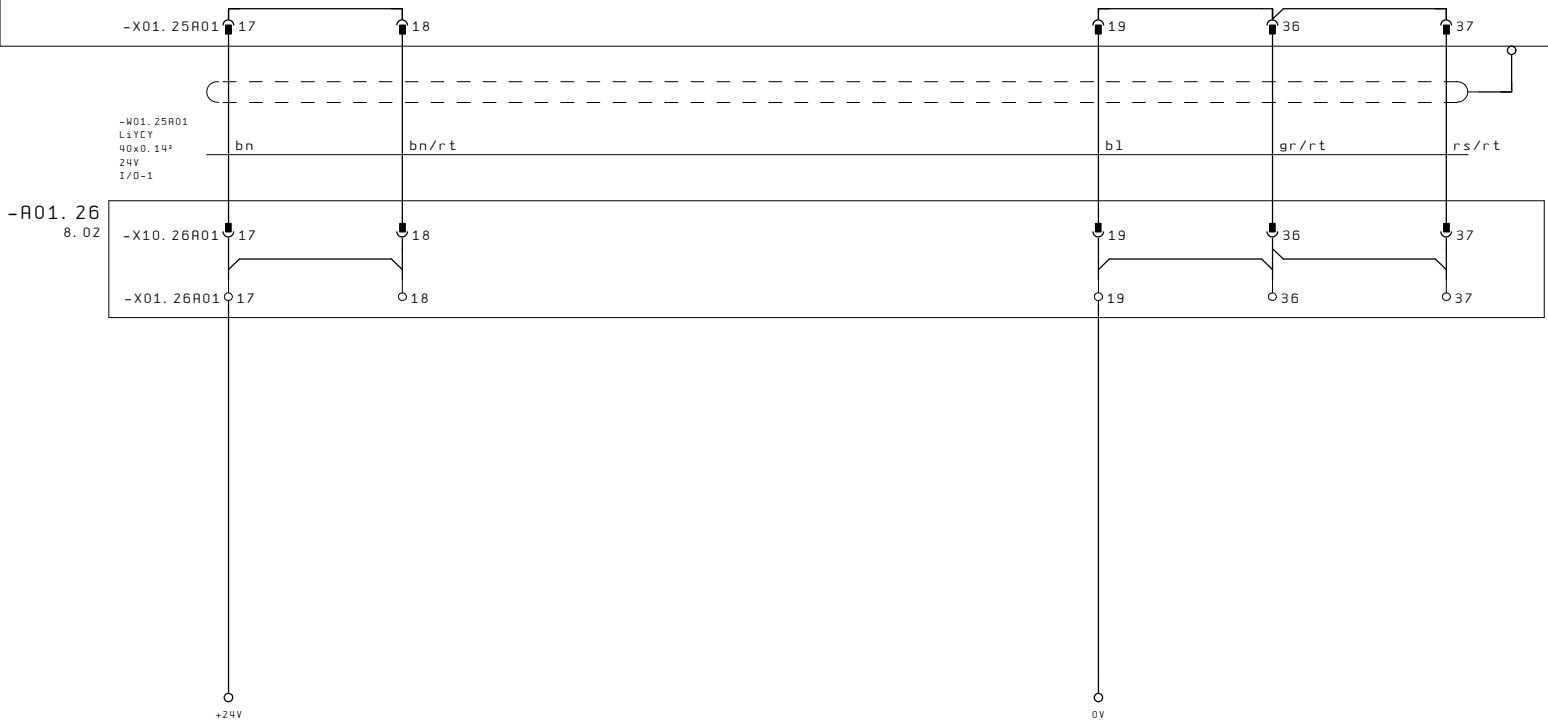 -X01.25A01 17 18 19 36 37
-W01.25A01
LiYCY
40x0.14²
24V
I/O-1
bn bn/rt bl gr/rt rs/rt
-A01.26
8.02
-X10.26A01 17 18 19 36 37
-X01.26A01 17 18 19 36 37
+24V 0V